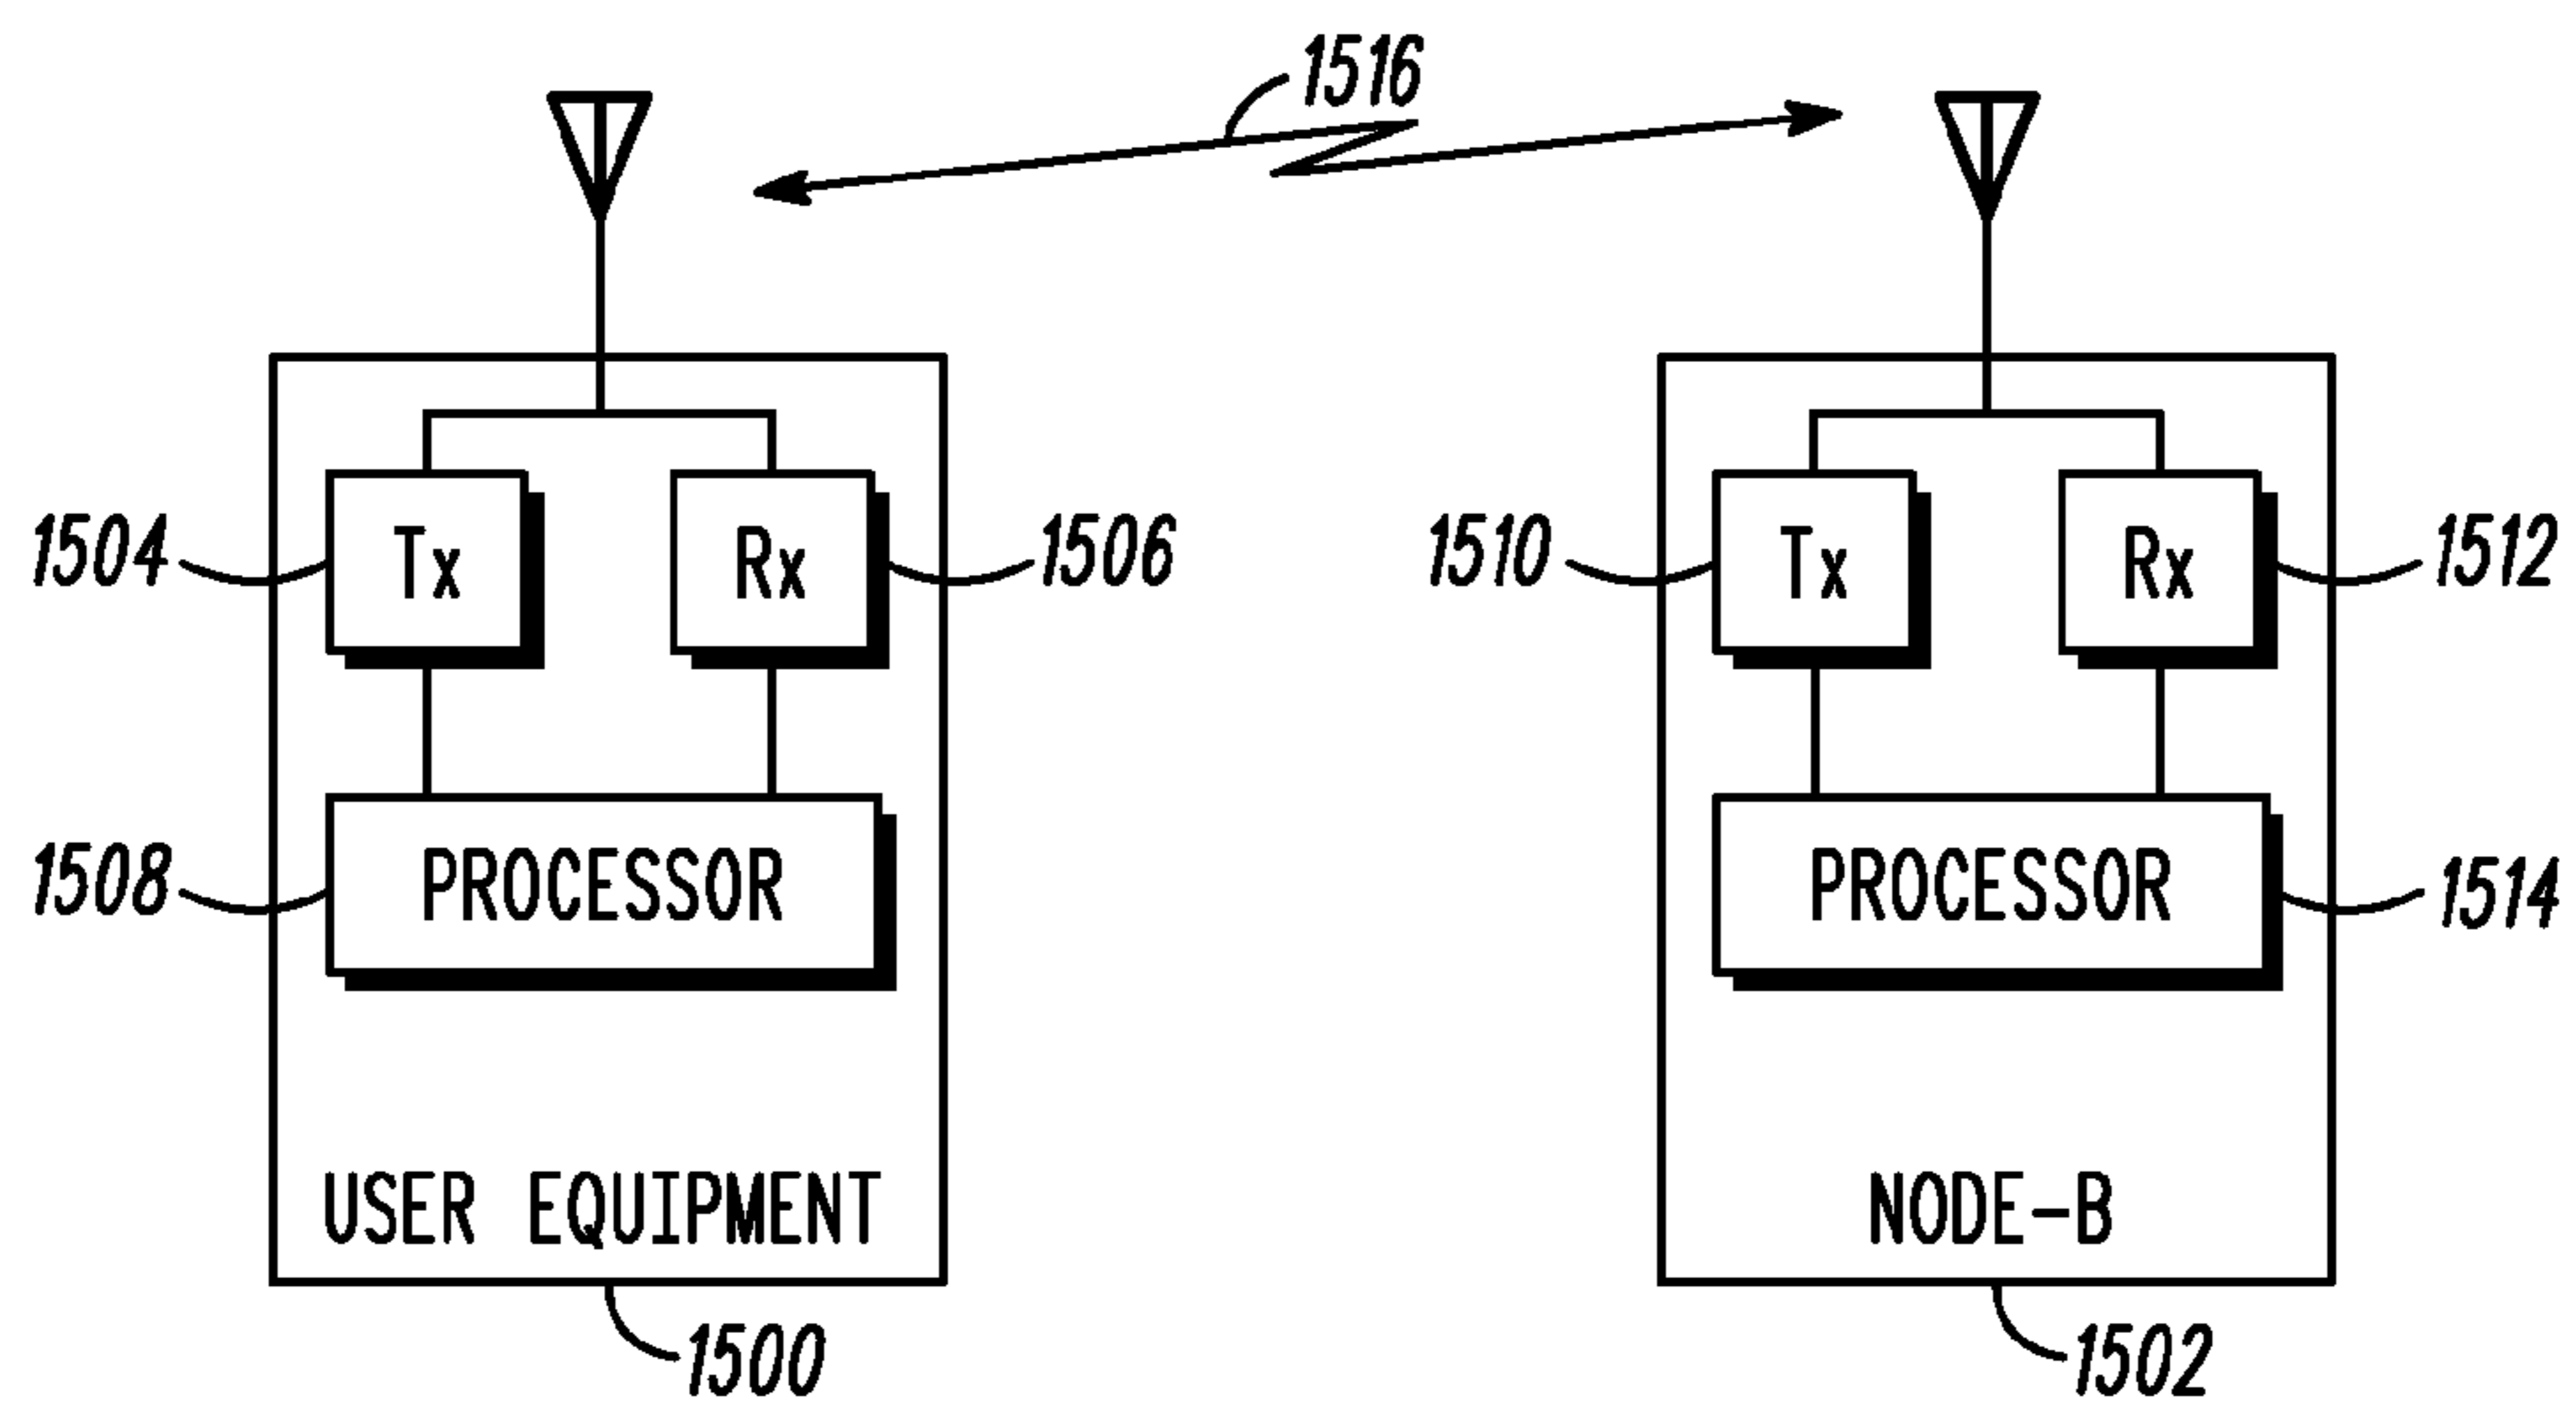 1516
1504
Tx
Rx
1506
1510
Tx
Rx
1512
1508
PROCESSOR
PROCESSOR
1514
USER EQUIPMENT
NODE-B
1500
1502